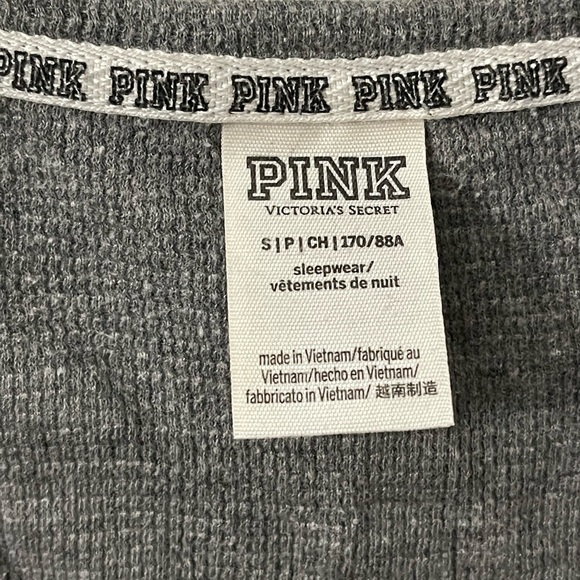 PINK PINK PINK PINK PINK
PINK
VICTORIA'S SECRET
S | P | CH | 170/88A
sleepwear/
vêtements de nuit
made in Vietnam/fabriqué au
Vietnam/hecho en Vietnam/
fabbricato in Vietnam/ 越南制造